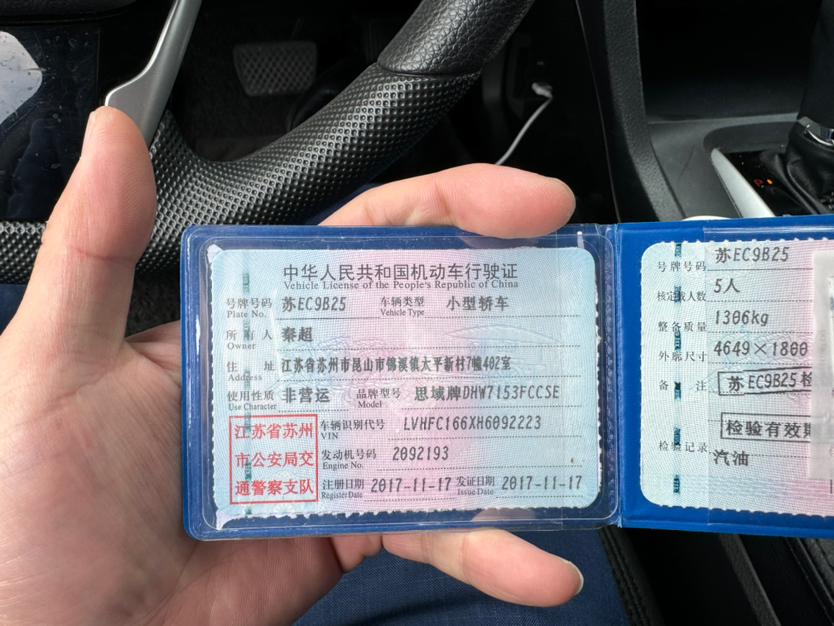 中华人民共和国机动车行驶证
Vehicle License of the People's Republic of China
号牌号码 苏EC9B25 车辆类型 小型轿车
Plate No. Vehicle Type
所有人 秦超
Owner
住址 江苏省苏州市昆山市锦溪镇太平新村7幢402室
Address
使用性质 非营运 品牌型号 思域牌DHW7153FCCSE
Use Character Model
江苏省苏州
市公安局交
通警察支队
车辆识别代号 LVHFC166XH6092223
VIN
发动机号码 2092193
Engine No.
注册日期 2017-11-17 发证日期 2017-11-17
Register Date Issue Date
号牌号码 苏EC9B25
核定载人数 5人
整备质量 1306kg
外廓尺寸 4649×1800
备注 苏EC9B25检
检验有效期
检验记录
汽油